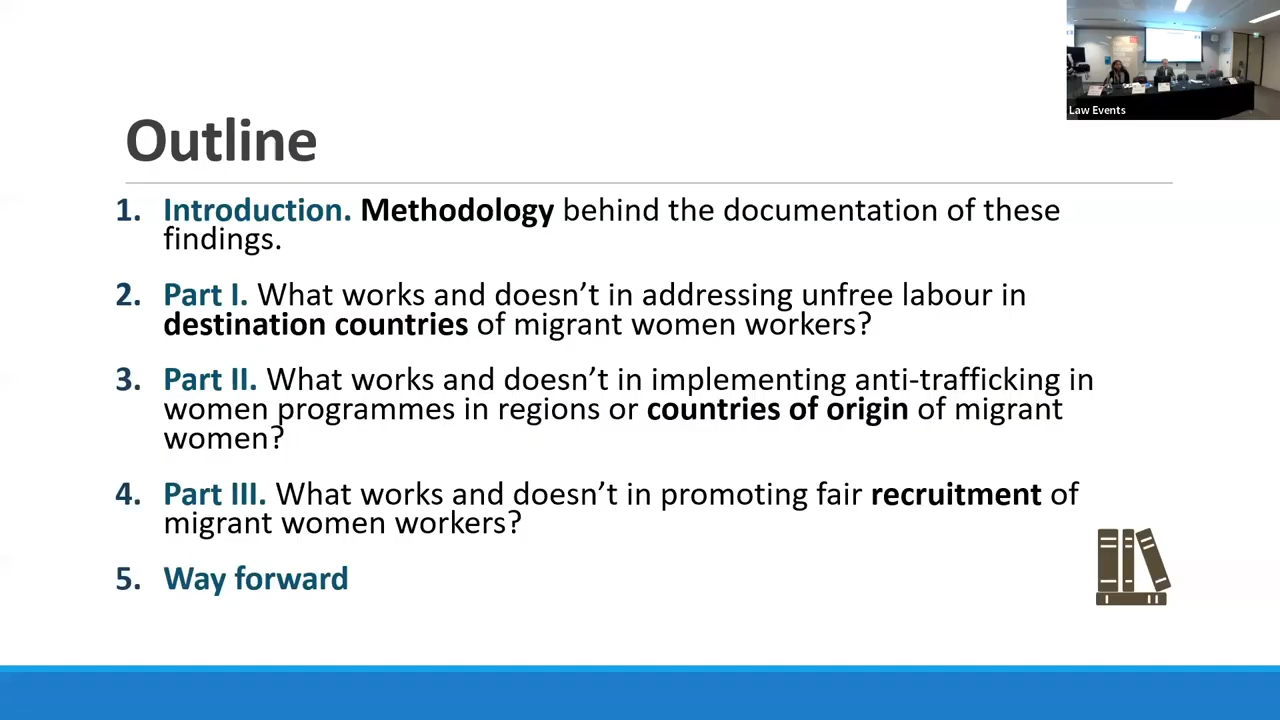 Law Events
Outline
1. Introduction. Methodology behind the documentation of these
findings.
2. Part I. What works and doesn’t in addressing unfree labour in
destination countries of migrant women workers?
3. Part II. What works and doesn’t in implementing anti-trafficking in
women programmes in regions or countries of origin of migrant
women?
4. Part III. What works and doesn’t in promoting fair recruitment of
migrant women workers?
5. Way forward